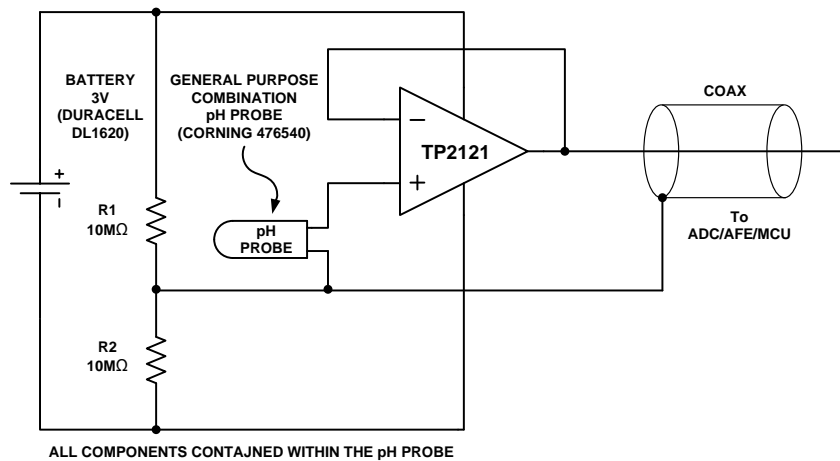 BATTERY
3V
(DURACELL
DL1620)
GENERAL PURPOSE
COMBINATION
pH PROBE
(CORNING 476540)
COAX
−
TP2121
+
+
R1
10MΩ
pH
PROBE
To
ADC/AFE/MCU
R2
10MΩ
ALL COMPONENTS CONTAJNED WITHIN THE pH PROBE